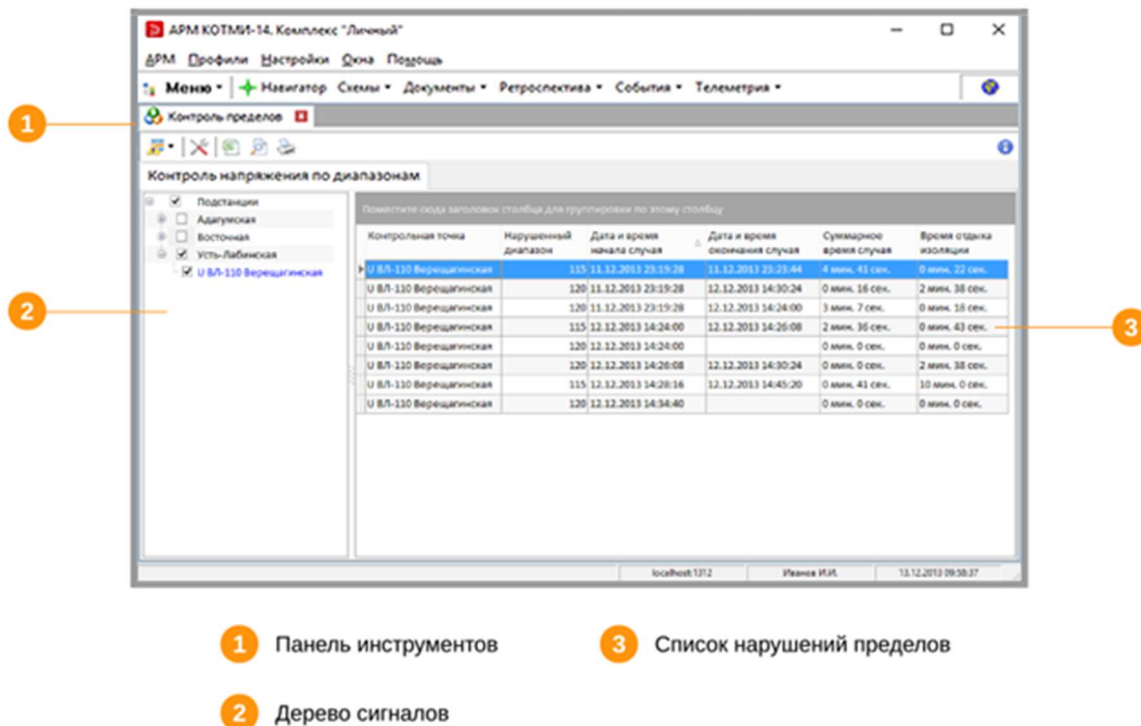 АРМ КОТМИ-14. Комплекс "Личный"
АРМ Профили Настройки Окна Помощь
Меню Навигатор Схемы Документы Ретроспектива События Телеметрия
1
Контроль пределов
Контроль напряжения по диапазонам
Подстанции
Адагумская
Восточная
Усть-Лабинская
U ВЛ-110 Верещагинская
2
Поместите сюда заголовок столбца для группировки по этому столбцу
Контрольная точка Нарушенный диапазон Дата и время начала случая Дата и время окончания случая Суммарное время случая Время отдыха изоляции
U ВЛ-110 Верещагинская 115 11.12.2013 23:19:28 11.12.2013 23:23:44 4 мин. 41 сек. 0 мин. 22 сек.
U ВЛ-110 Верещагинская 120 11.12.2013 23:19:28 12.12.2013 14:30:24 0 мин. 16 сек. 2 мин. 38 сек.
U ВЛ-110 Верещагинская 120 11.12.2013 23:19:28 12.12.2013 14:24:00 3 мин. 7 сек. 0 мин. 18 сек.
U ВЛ-110 Верещагинская 115 12.12.2013 14:24:00 12.12.2013 14:26:08 2 мин. 36 сек. 0 мин. 43 сек.
U ВЛ-110 Верещагинская 120 12.12.2013 14:24:00 0 мин. 0 сек. 0 мин. 0 сек.
U ВЛ-110 Верещагинская 120 12.12.2013 14:26:08 12.12.2013 14:30:24 0 мин. 0 сек. 2 мин. 38 сек.
U ВЛ-110 Верещагинская 115 12.12.2013 14:28:16 12.12.2013 14:45:20 0 мин. 41 сек. 10 мин. 0 сек.
U ВЛ-110 Верещагинская 120 12.12.2013 14:34:40 0 мин. 0 сек. 0 мин. 0 сек.
3
localhost:1312 Иванов И.И. 13.12.2013 09:58:37
1 Панель инструментов
3 Список нарушений пределов
2 Дерево сигналов